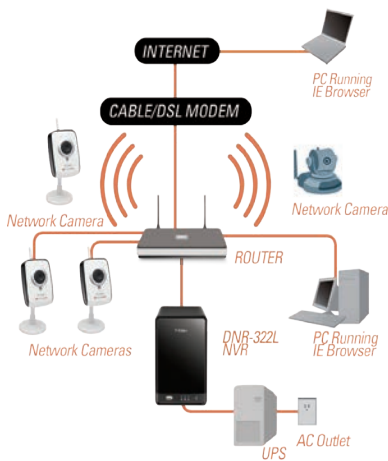 INTERNET
PC Running
IE Browser
CABLE/DSL MODEM
Network Camera
Network Camera
ROUTER
Network Cameras
DNR-322L
NVR
PC Running
IE Browser
UPS
AC Outlet